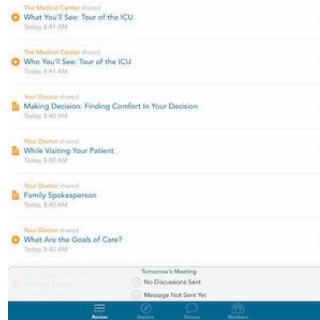 The Medical Center shared
What You'll See: Tour of the ICU
Today, 8:41 AM
The Medical Center shared
Who You'll See: Tour of the ICU
Today, 8:41 AM
Your Doctor shared
Making Decision: Finding Comfort In Your Decision
Today, 8:40 AM
Your Doctor shared
While Visiting Your Patient
Today, 8:40 AM
Your Doctor shared
Family Spokesperson
Today, 8:40 AM
Your Doctor shared
What Are the Goals of Care?
Today, 8:40 AM
Tomorrow's Meeting
No Discussions Sent
Message Not Sent Yet
Review
Explore
Discuss
Members